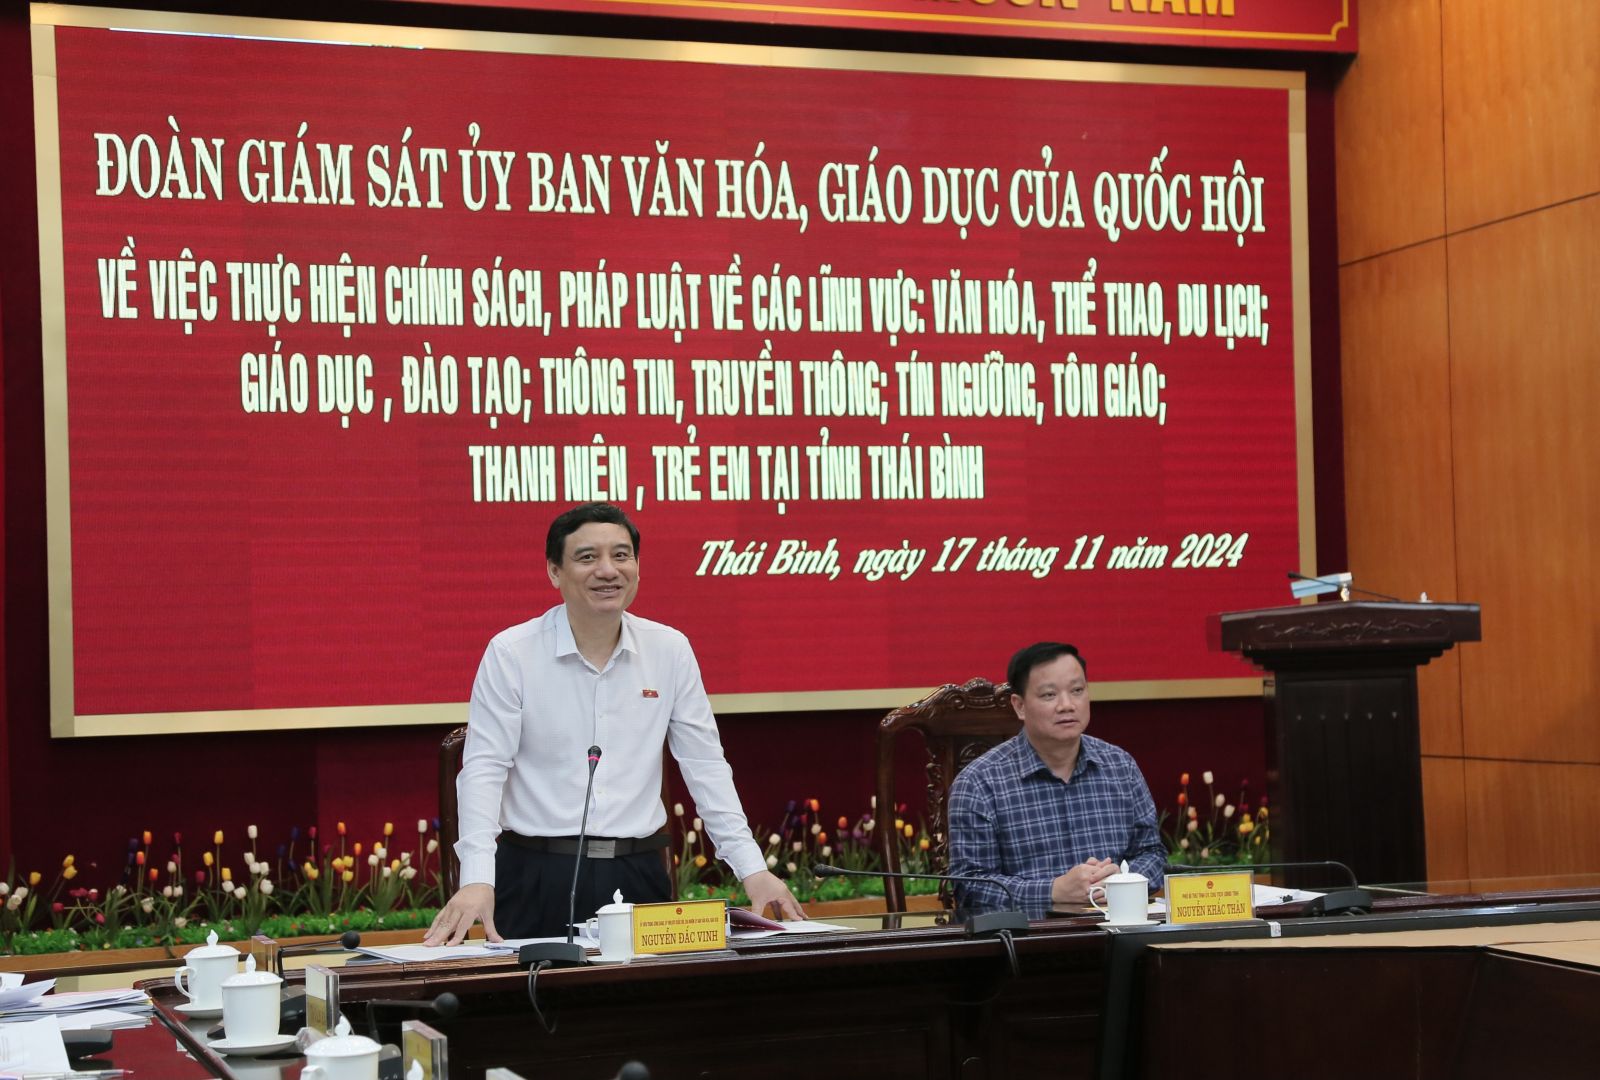 NĂM
ĐOÀN GIÁM SÁT ỦY BAN VĂN HÓA, GIÁO DỤC CỦA QUỐC HỘI
VỀ VIỆC THỰC HIỆN CHÍNH SÁCH, PHÁP LUẬT VỀ CÁC LĨNH VỰC: VĂN HÓA, THỂ THAO, DU LỊCH;
GIÁO DỤC , ĐÀO TẠO; THÔNG TIN, TRUYỀN THÔNG; TÍN NGƯỠNG, TÔN GIÁO;
THANH NIÊN , TRẺ EM TẠI TỈNH THÁI BÌNH
Thái Bình, ngày 17 tháng 11 năm 2024
NGUYỄN ĐẮC VINH
NGUYỄN KHẮC THẬN